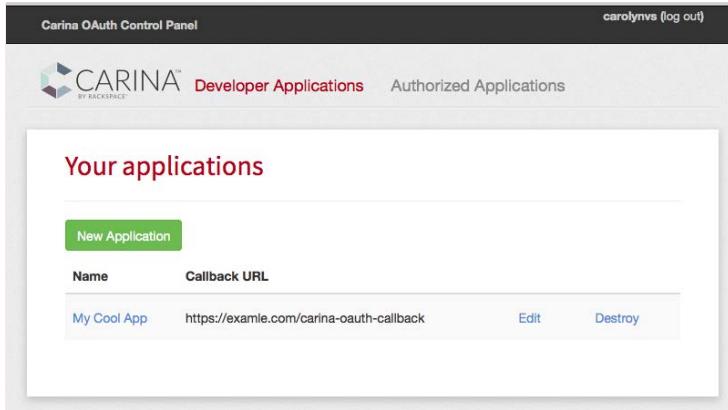 Carina OAuth Control Panel carolynvs (log out)
CARINA™ Developer Applications Authorized Applications
BY RACKSPACE®
Your applications
New Application
Name Callback URL
My Cool App https://examle.com/carina-oauth-callback Edit Destroy